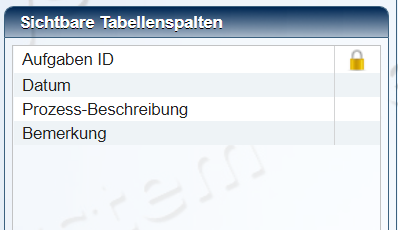 Sichtbare Tabellenspalten
Aufgaben ID
Datum
Prozess-Beschreibung
Bemerkung